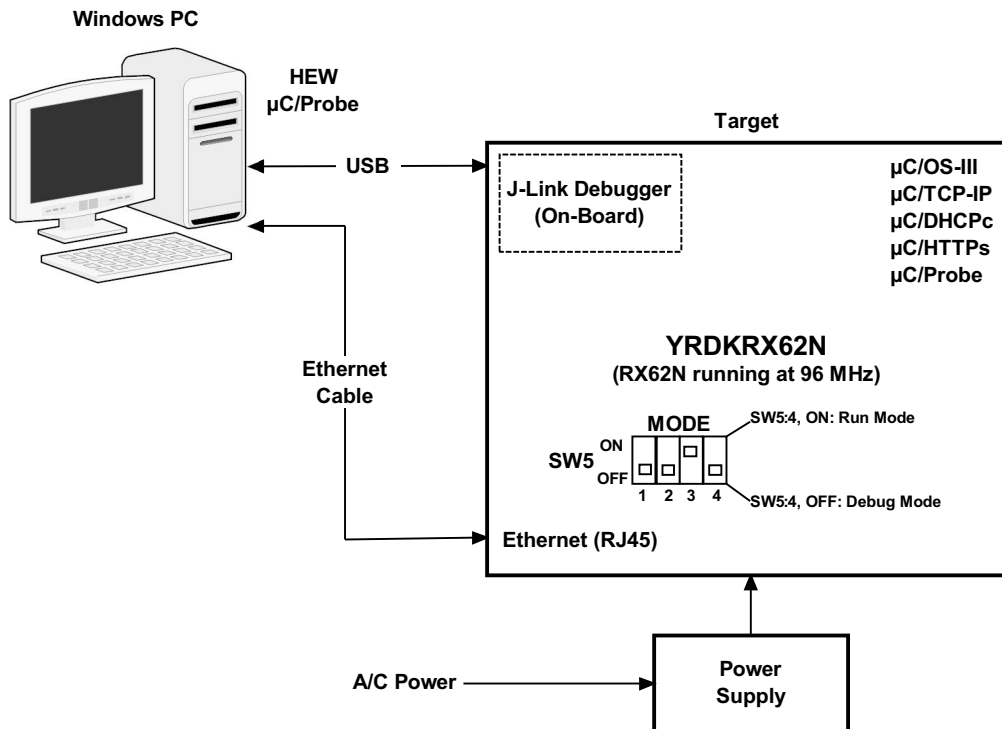 Windows PC
HEW
µC/Probe
USB
Ethernet
Cable
Target
J-Link Debugger
(On-Board)
µC/OS-III
µC/TCP-IP
µC/DHCPc
µC/HTTPs
µC/Probe
YRDKRX62N
(RX62N running at 96 MHz)
MODE
SW5
ON
OFF
1 2 3 4
SW5:4, ON: Run Mode
SW5:4, OFF: Debug Mode
Ethernet (RJ45)
A/C Power
Power
Supply